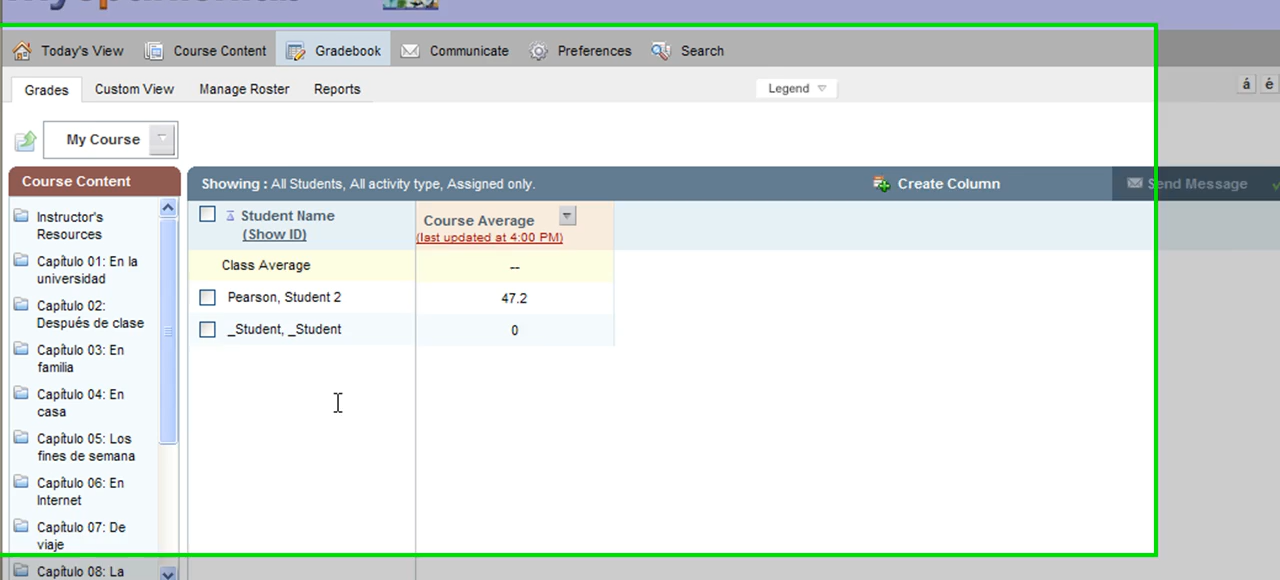 Today's View Course Content Gradebook Communicate Preferences Search
Grades Custom View Manage Roster Reports Legend á é
My Course
Course Content
Instructor's
Resources
Capítulo 01: En la
universidad
Capítulo 02:
Después de clase
Capítulo 03: En
familia
Capítulo 04: En
casa
Capítulo 05: Los
fines de semana
Capítulo 06: En
Internet
Capítulo 07: De
viaje
Capítulo 08: La
Showing : All Students, All activity type, Assigned only. Create Column Send Message
Student Name Course Average
(Show ID) (last updated at 4:00 PM)
Class Average --
Pearson, Student 2 47.2
_Student, _Student 0